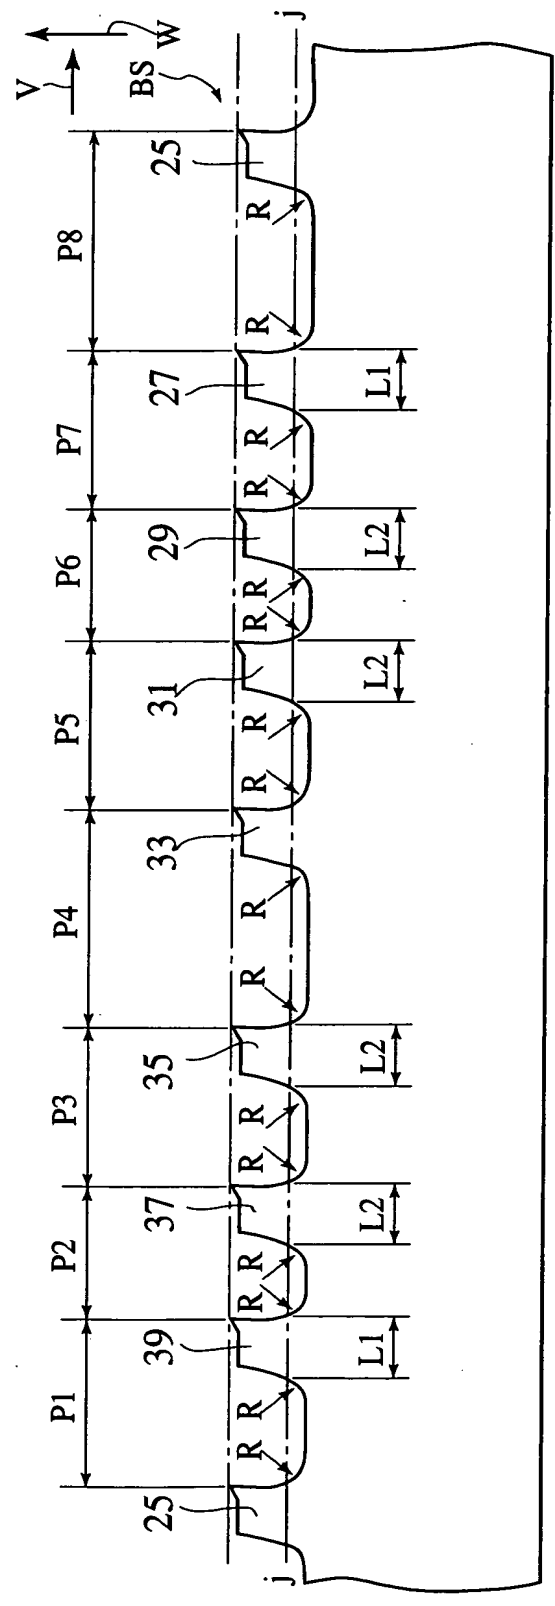 V
P1 P2 P3 P4 P5 P6 P7 P8
W
BS
25 39 37 35 33 31 29 27 25
R R R R R R R R R R R R R R R R
j j
L1 L2 L2 L2 L2 L1